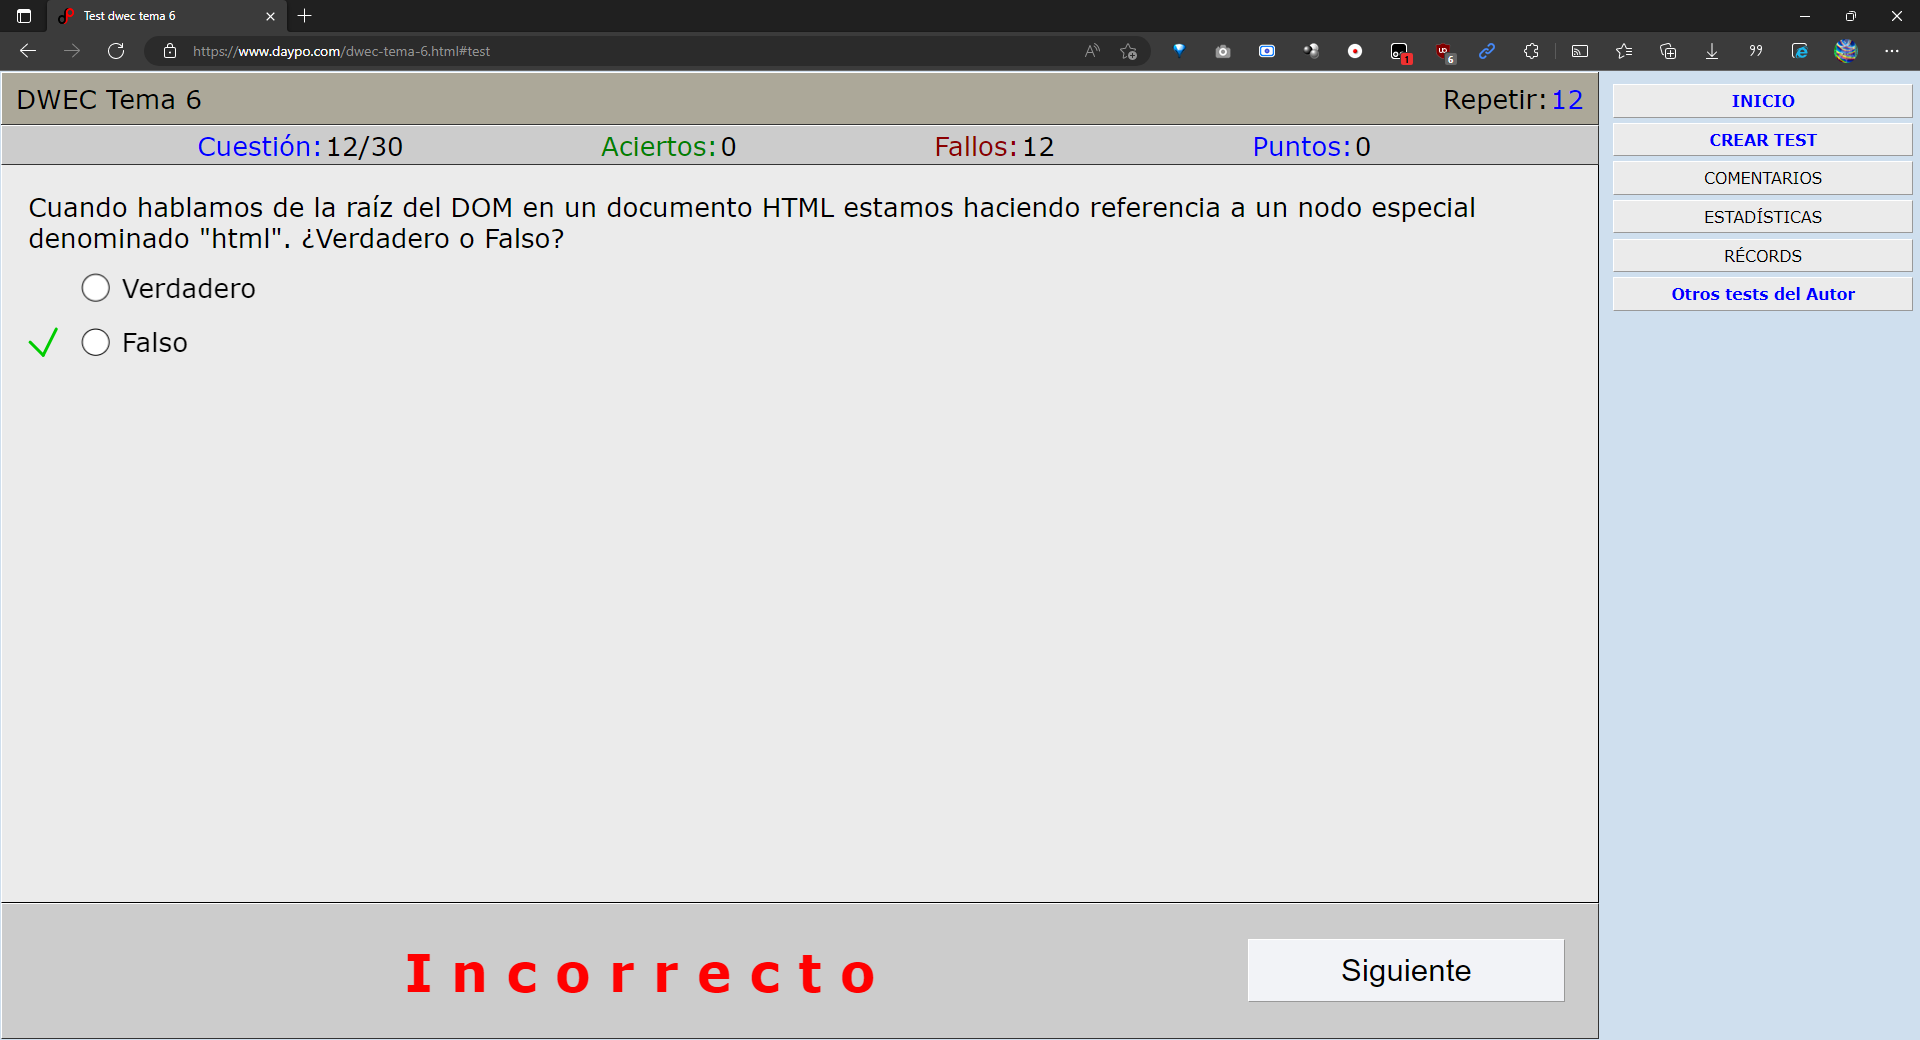 Test dwec tema 6
https://www.daypo.com/dwec-tema-6.html#test
1
6
DWEC Tema 6
Repetir: 12
Cuestión: 12/30
Aciertos: 0
Fallos: 12
Puntos: 0
Cuando hablamos de la raíz del DOM en un documento HTML estamos haciendo referencia a un nodo especial
denominado "html". ¿Verdadero o Falso?
Verdadero
Falso
Incorrecto
Siguiente
INICIO
CREAR TEST
COMENTARIOS
ESTADÍSTICAS
RÉCORDS
Otros tests del Autor